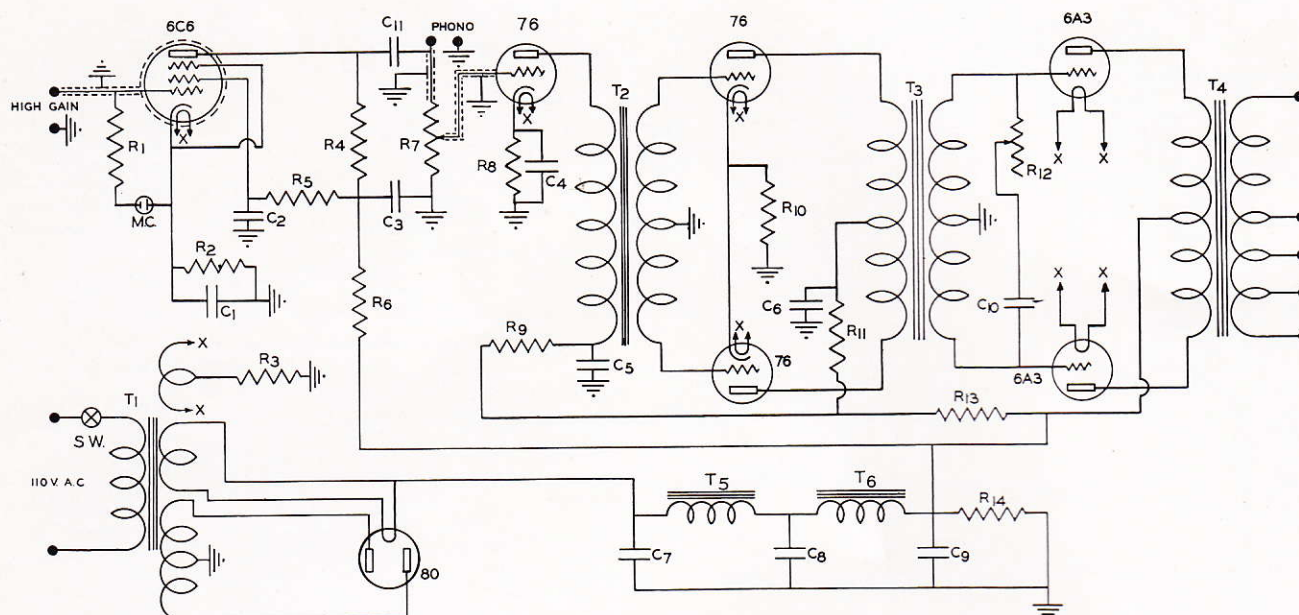 6C6
C11
PHONO
76
76
6A3
HIGH GAIN
X
R1
R4
R7
R8
X
C4
T2
X
T3
R12
X
X
T4
M.C.
R5
C2
C3
R10
R2
C1
R6
C6
R11
C10
X
X
X
R3
R9
C5
X
76
6A3
T1
X
R13
S W.
110 V. A.C
T5
T6
R14
80
C7
C8
C9